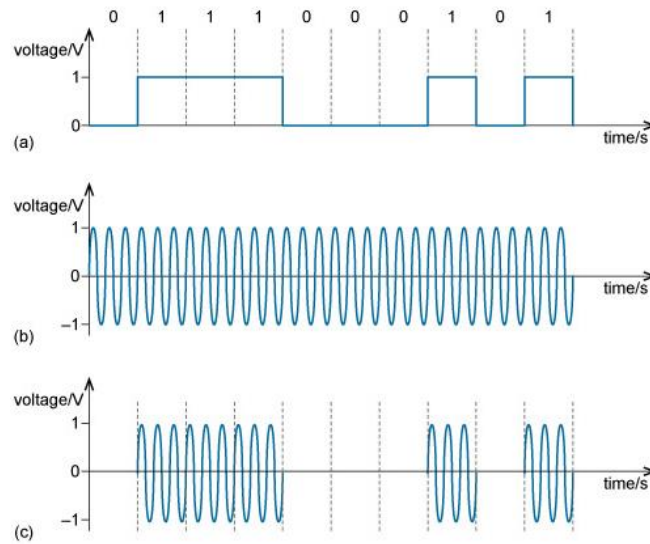 0 1 1 1 0 0 0 1 0 1
voltage/V
1
0
time/s
(a)
voltage/V
1
0
time/s
–1
(b)
voltage/V
1
0
time/s
–1
(c)